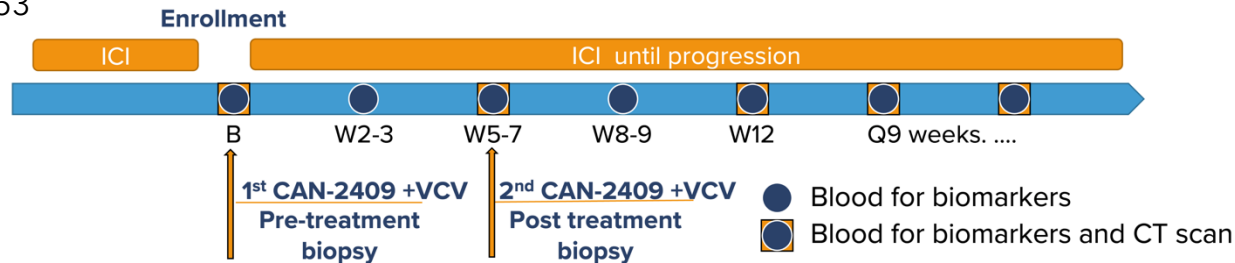 53
Enrollment
ICI
ICI until progression
B
W2-3
W5-7
W8-9
W12
Q9 weeks. ....
1st CAN-2409 +VCV
Pre-treatment
biopsy
2nd CAN-2409 +VCV
Post treatment
biopsy
Blood for biomarkers
Blood for biomarkers and CT scan